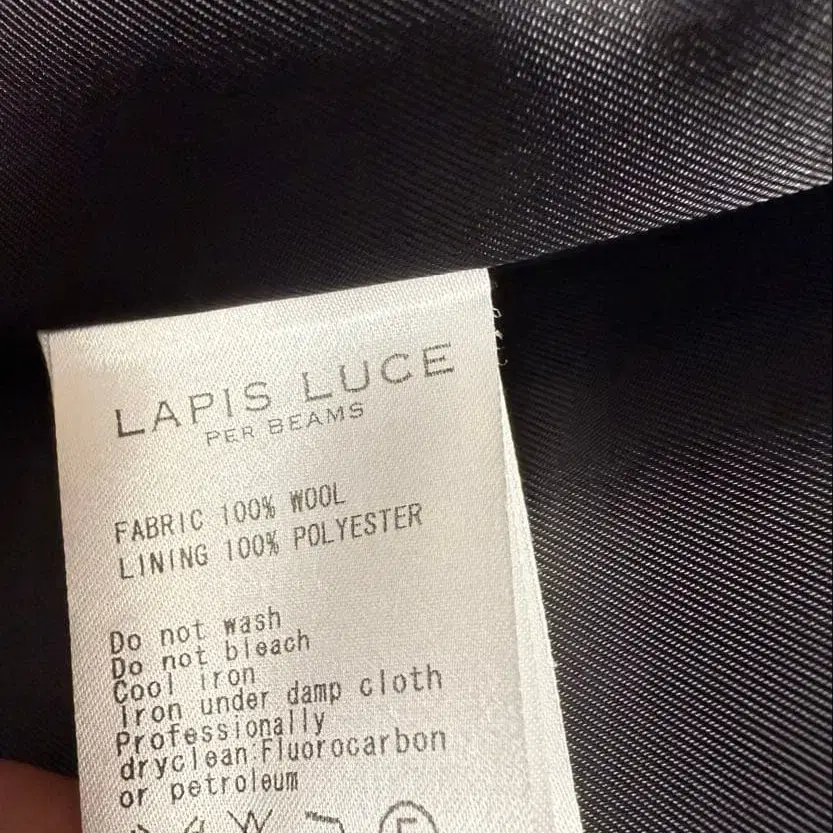 LAPIS LUCE
PER BEAMS
FABRIC 100% WOOL
LINING 100% POLYESTER
Do not wash
Do not bleach
Cool iron
Iron under damp cloth
Professionally
dryclean:Fluorocarbon
or petroleum